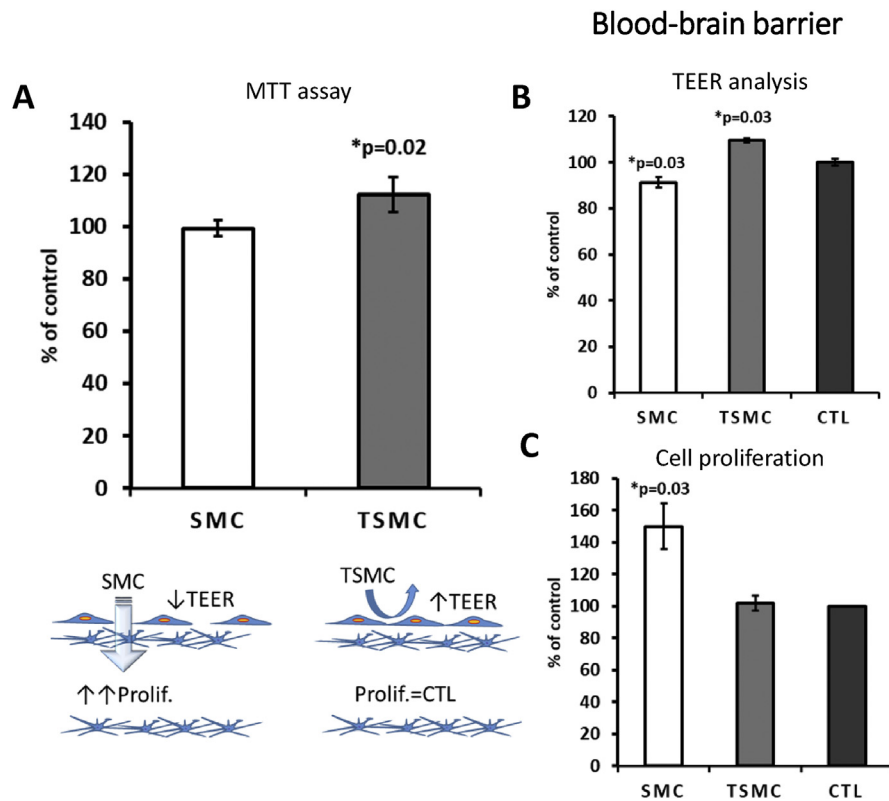 Blood-brain barrier
A
MTT assay
140
120
100
80
60
40
20
0
% of control
*p=0.02
SMC
TSMC
B
TEER analysis
120
100
80
60
40
20
0
% of control
*p=0.03
*p=0.03
SMC
TSMC
CTL
C
Cell proliferation
180
160
140
120
100
80
60
40
20
0
% of control
*p=0.03
SMC
TSMC
CTL
SMC
↓TEER
↑↑Prolif.
TSMC
↑TEER
Prolif.=CTL